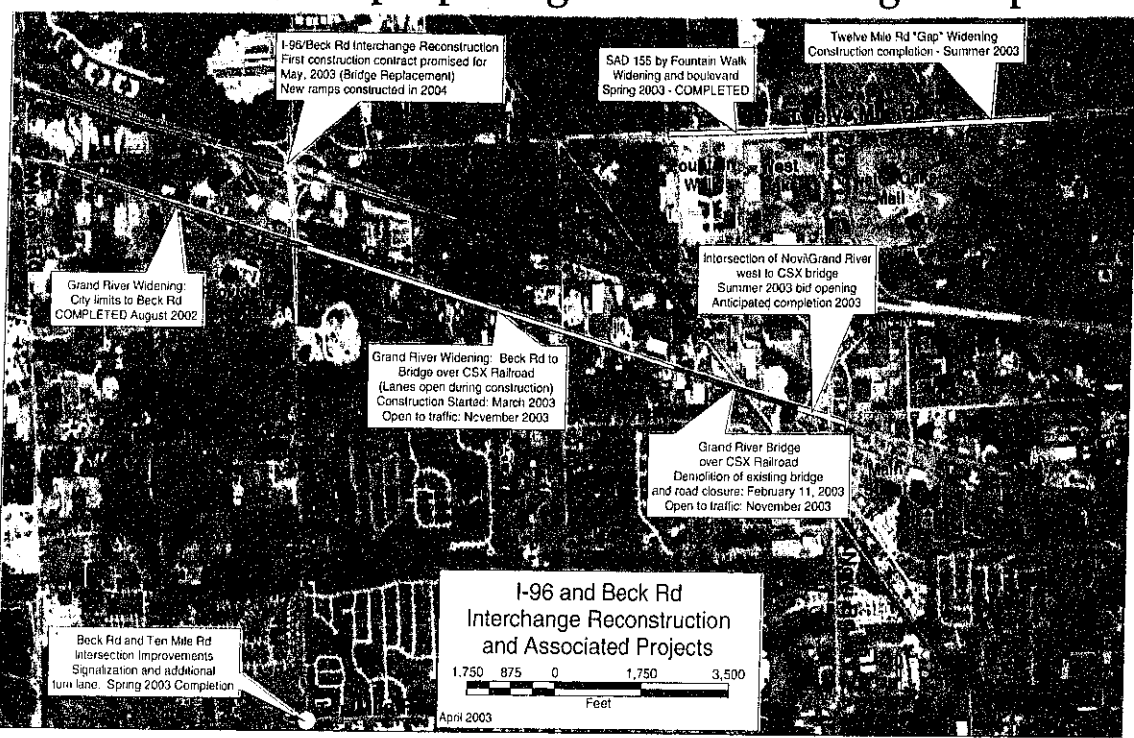 I-96/Beck Rd Interchange Reconstruction
First construction contract promised for
May, 2003 (Bridge Replacement)
New ramps constructed in 2004
SAD 155 by Fountain Walk
Widening and boulevard
Spring 2003 - COMPLETED
Twelve Mile Rd "Gap" Widening
Construction completion - Summer 2003
Walk
West
Mall
Grand River Widening:
City limits to Beck Rd
COMPLETED August 2002
Intersection of Novi\Grand River
west to CSX bridge
Summer 2003 bid opening
Anticipated completion 2003
Grand River Widening: Beck Rd to
Bridge over CSX Railroad
(Lanes open during construction)
Construction Started: March 2003
Open to traffic: November 2003
Grand River Bridge
over CSX Railroad
Demolition of existing bridge
and road closure: February 11, 2003
Open to traffic: November 2003
Main
Beck Rd and Ten Mile Rd
Intersection Improvements
Signalization and additional
turn lane. Spring 2003 Completion
I-96 and Beck Rd
Interchange Reconstruction
and Associated Projects
1,750 875 0 1,750 3,500
Feet
April 2003